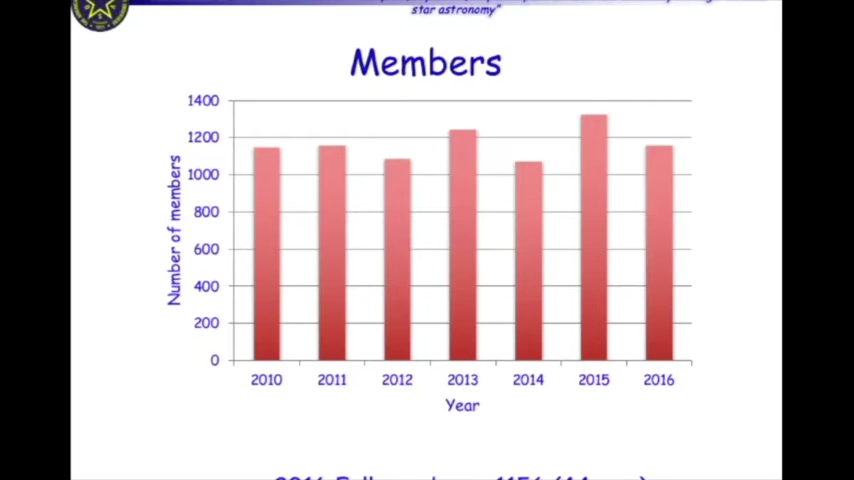 star astronomy"
Members
1400
1200
1000
800
600
400
200
0
Number of members
2010 2011 2012 2013 2014 2015 2016
Year